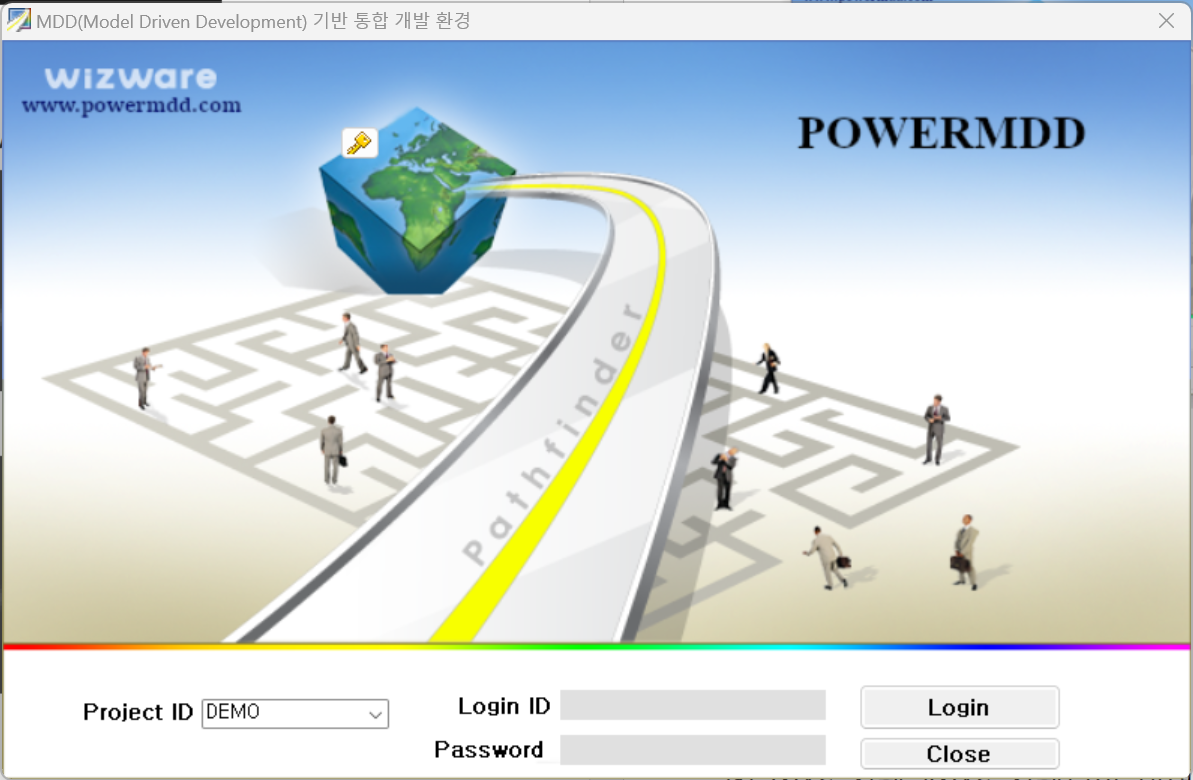 MDD(Model Driven Development) 기반 통합 개발 환경
wizware
www.powermdd.com
POWERMDD
Pathfinder
Project ID DEMO
Login ID
Login
Password
Close